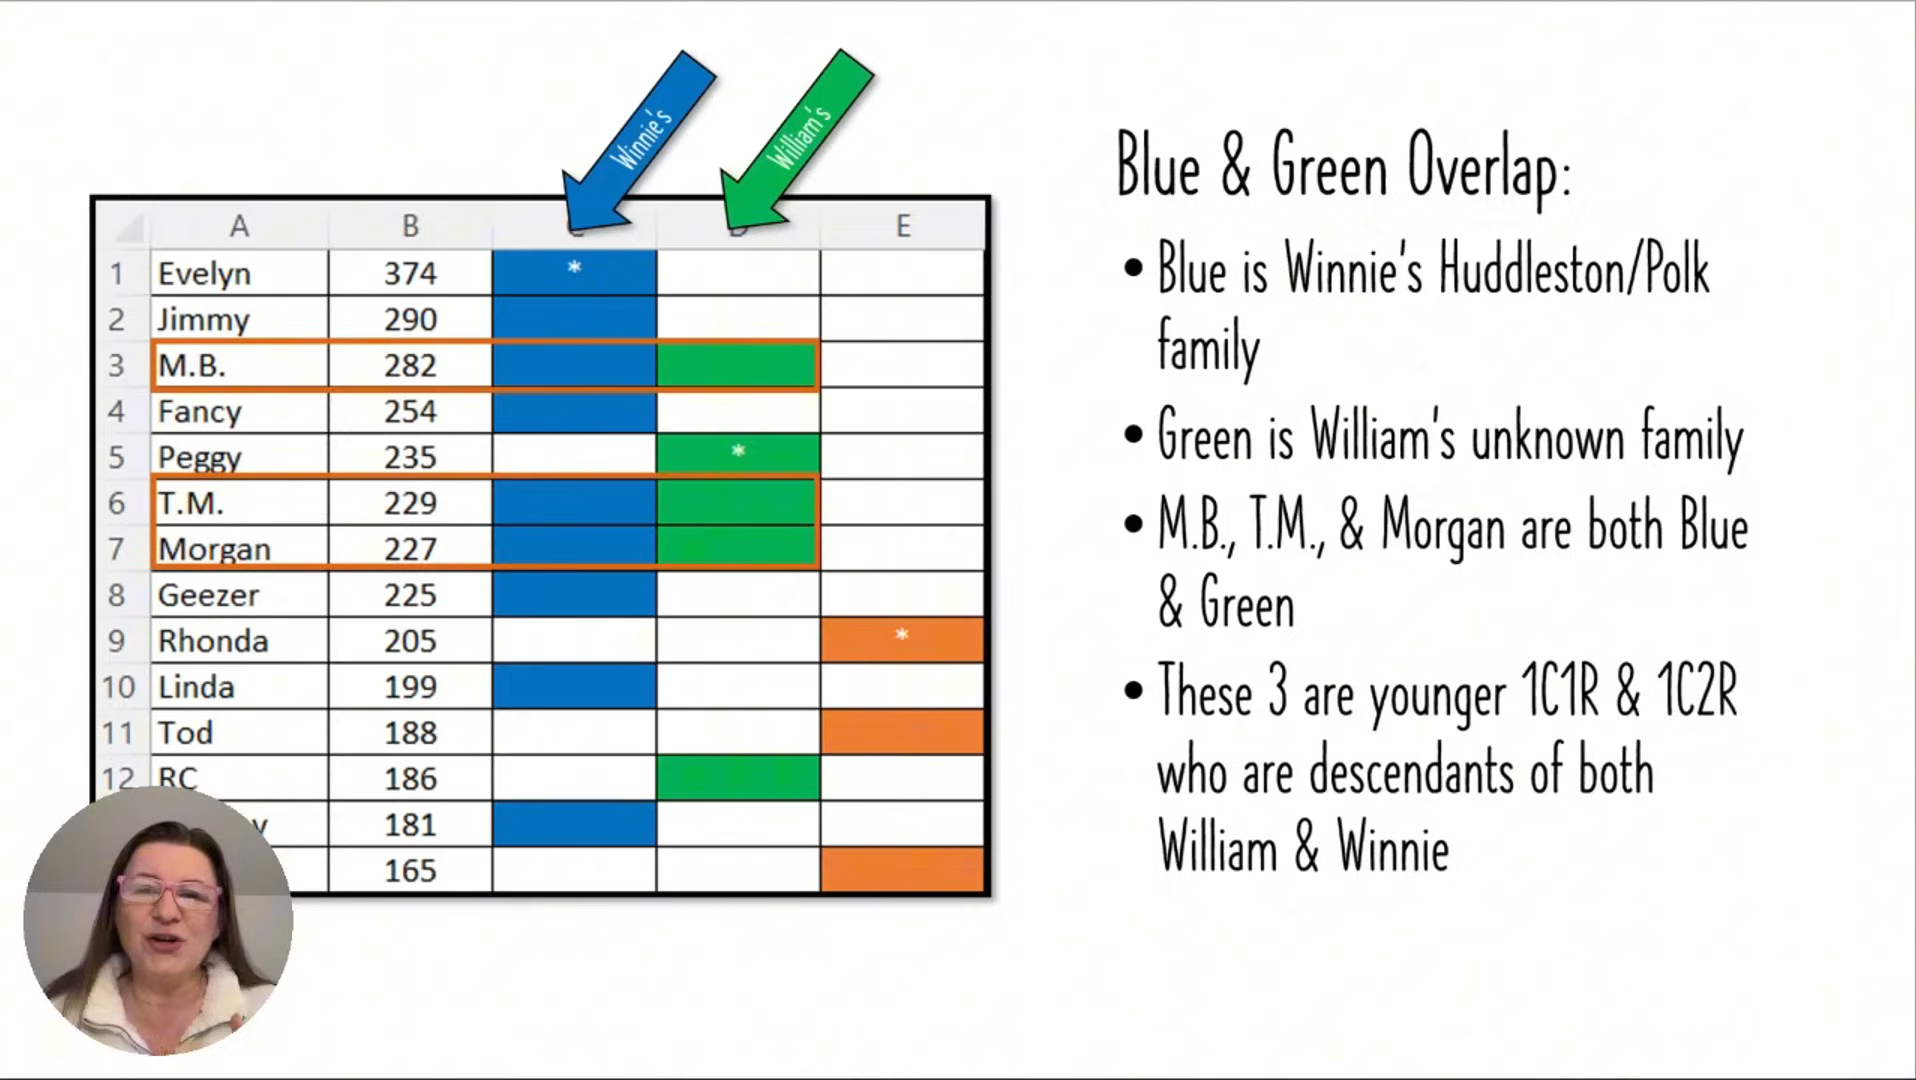 Winnie's
William's
A B E
1 Evelyn 374 *
2 Jimmy 290
3 M.B. 282
4 Fancy 254
5 Peggy 235 *
6 T.M. 229
7 Morgan 227
8 Geezer 225
9 Rhonda 205 *
10 Linda 199
11 Tod 188
12 RC 186
181
165
Blue & Green Overlap:
• Blue is Winnie's Huddleston/Polk
family
• Green is William's unknown family
• M.B., T.M., & Morgan are both Blue
& Green
• These 3 are younger 1C1R & 1C2R
who are descendants of both
William & Winnie